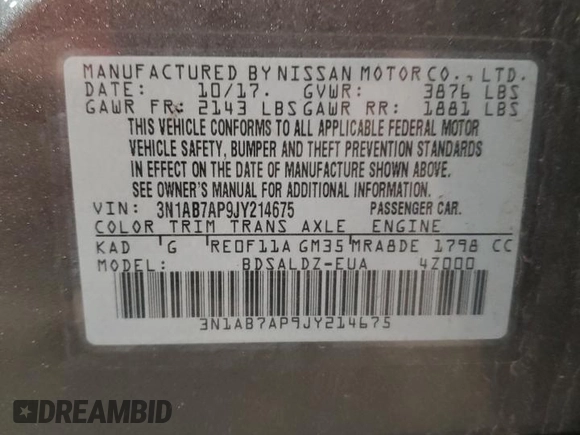 MANUFACTURED BY NISSAN MOTOR CO., LTD.
DATE: 10/17. GVWR: 3876 LBS
GAWR FR: 2143 LBS GAWR RR: 1881 LBS
THIS VEHICLE CONFORMS TO ALL APPLICABLE FEDERAL MOTOR
VEHICLE SAFETY, BUMPER AND THEFT PREVENTION STANDARDS
IN EFFECT ON THE DATE OF MANUFACTURE SHOWN ABOVE.
SEE OWNER'S MANUAL FOR ADDITIONAL INFORMATION.
VIN: 3N1AB7AP9JY214675 PASSENGER CAR.
COLOR TRIM TRANS AXLE ENGINE
KAD G RE0F11A GM35 MRA8DE 1798 CC
MODEL: BDSALDZ-EUA 4Z000
3N1AB7AP9JY214675
DREAMBID